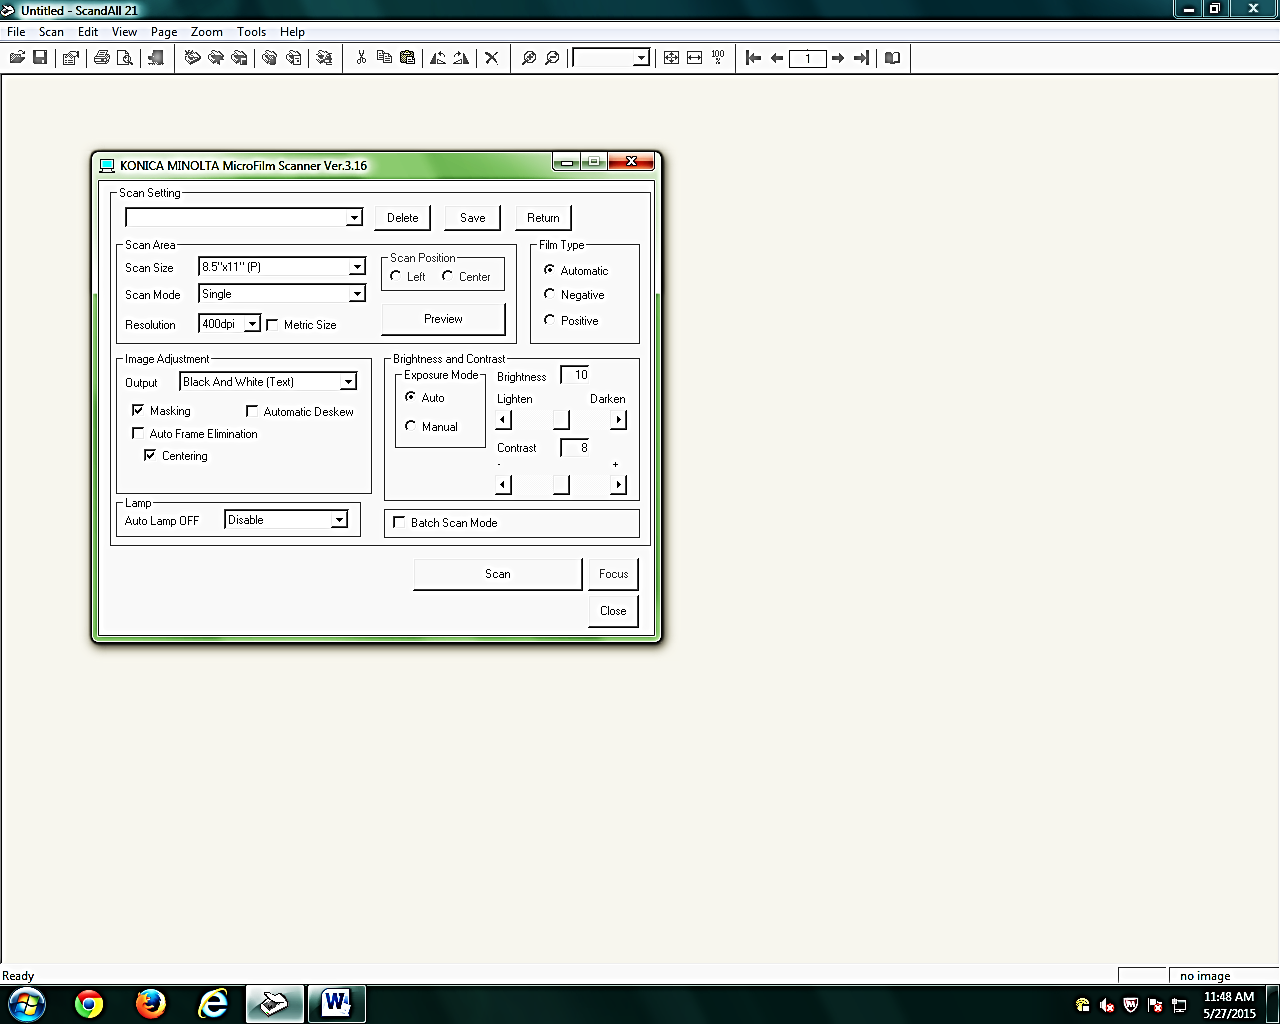 Untitled - ScandAll 21
File Scan Edit View Page Zoom Tools Help
100 %
1
KONICA MINOLTA MicroFilm Scanner Ver.3.16
Scan Setting
Delete Save Return
Scan Area
Scan Size 8.5"x11" (P)
Scan Mode Single
Resolution 400dpi Metric Size
Scan Position
Left Center
Preview
Film Type
Automatic
Negative
Positive
Image Adjustment
Output Black And White (Text)
Masking Automatic Deskew
Auto Frame Elimination
Centering
Brightness and Contrast
Exposure Mode
Auto
Manual
Brightness 10
Lighten Darken
Contrast 8
- +
Lamp
Auto Lamp OFF Disable
Batch Scan Mode
Scan Focus
Close
Ready no image
11:48 AM
5/27/2015